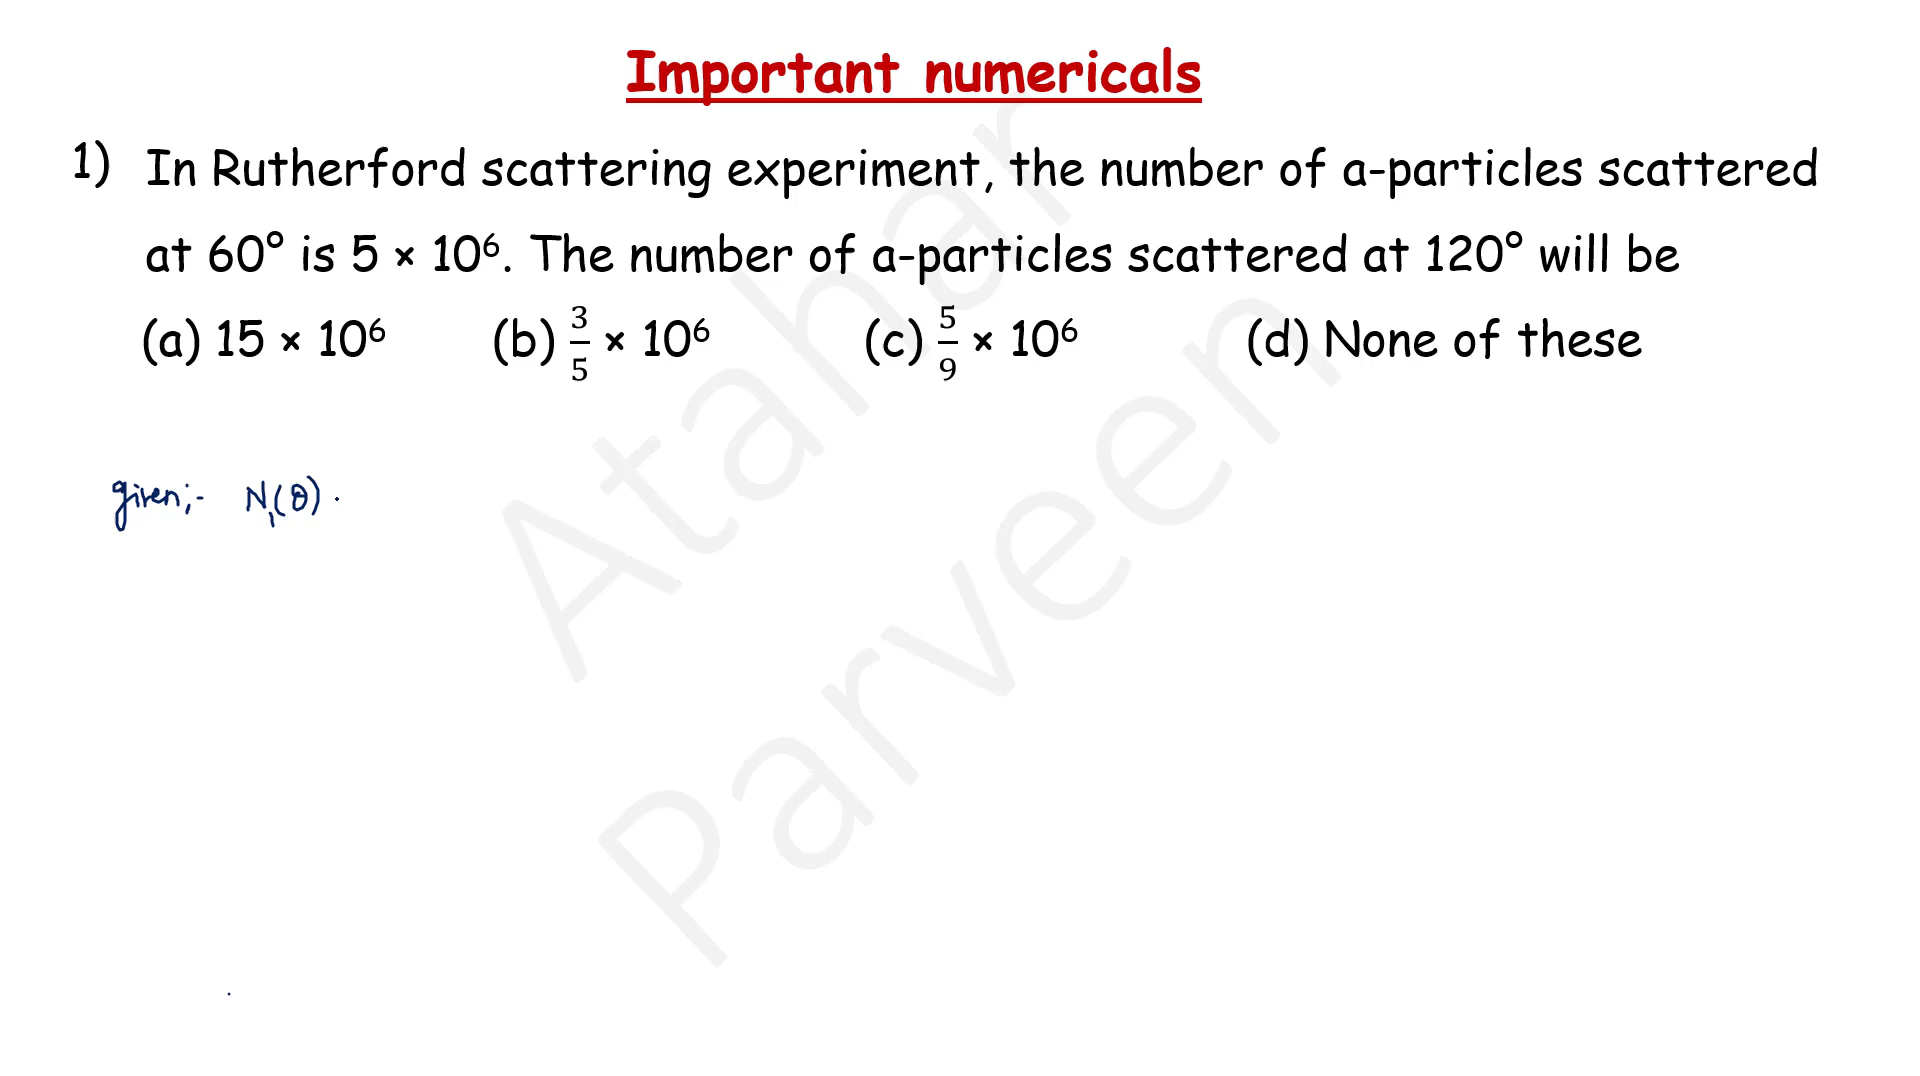 Important numericals
1) In Rutherford scattering experiment, the number of a-particles scattered
at 60° is 5 × 10⁶. The number of a-particles scattered at 120° will be
(a) 15 × 10⁶ (b) 3/5 × 10⁶ (c) 5/9 × 10⁶ (d) None of these
given;- N₁(θ)
Atahar
Parveen